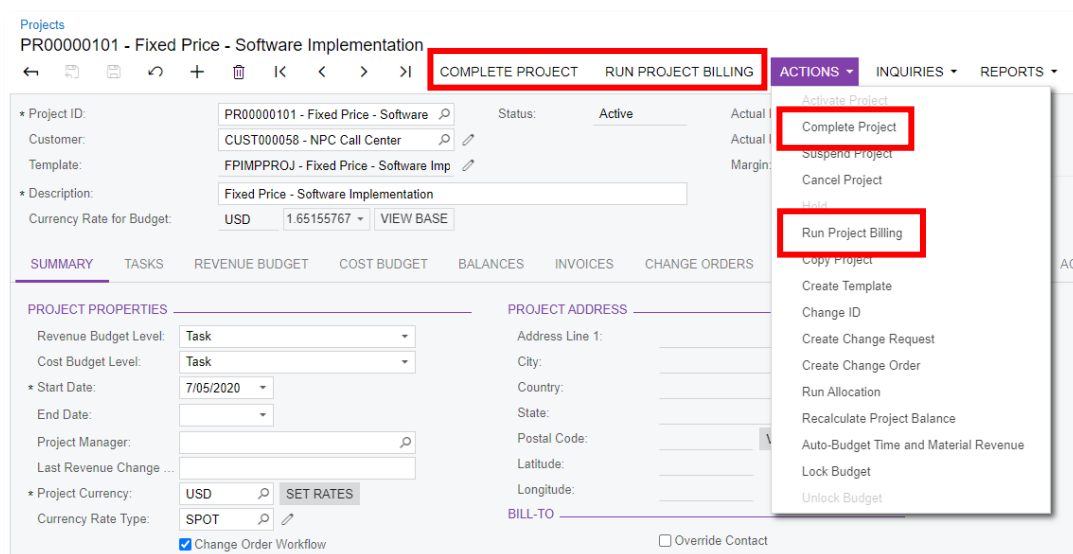 Projects
PR00000101 - Fixed Price - Software Implementation
COMPLETE PROJECT RUN PROJECT BILLING ACTIONS INQUIRIES REPORTS
* Project ID: PR00000101 - Fixed Price - Software Status: Active Actual
Activate Project
Customer: CUST000058 - NPC Call Center Actual
Complete Project
Suspend Project
Template: FPIMPPROJ - Fixed Price - Software Imp Margin:
Cancel Project
* Description: Fixed Price - Software Implementation
Hold
Currency Rate for Budget: USD 1.65155767 VIEW BASE
Run Project Billing
SUMMARY TASKS REVENUE BUDGET COST BUDGET BALANCES INVOICES CHANGE ORDERS
Copy Project
Create Template
PROJECT PROPERTIES PROJECT ADDRESS
Change ID
Revenue Budget Level: Task Address Line 1:
Create Change Request
Cost Budget Level: Task City:
Create Change Order
* Start Date: 7/05/2020 Country:
Run Allocation
End Date: State:
Recalculate Project Balance
Project Manager: Postal Code:
Auto-Budget Time and Material Revenue
Last Revenue Change ... Latitude:
Lock Budget
* Project Currency: USD SET RATES Longitude:
Unlock Budget
Currency Rate Type: SPOT BILL-TO
Change Order Workflow Override Contact